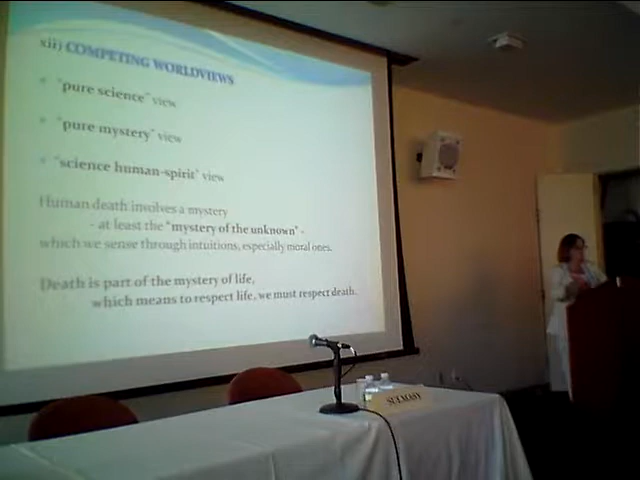 xii) COMPETING WORLDVIEWS
"pure science" view
"pure mystery" view
"science human-spirit" view
Human death involves a mystery
- at least the "mystery of the unknown" -
which we sense through intuitions, especially moral ones.
Death is part of the mystery of life,
which means to respect life, we must respect death.
SULMASY